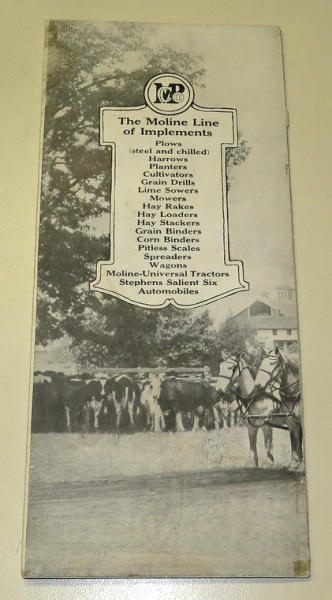 The Moline Line
of Implements
Plows
(steel and chilled)
Harrows
Planters
Cultivators
Grain Drills
Lime Sowers
Mowers
Hay Rakes
Hay Loaders
Hay Stackers
Grain Binders
Corn Binders
Pitless Scales
Spreaders
Wagons
Moline-Universal Tractors
Stephens Salient Six
Automobiles